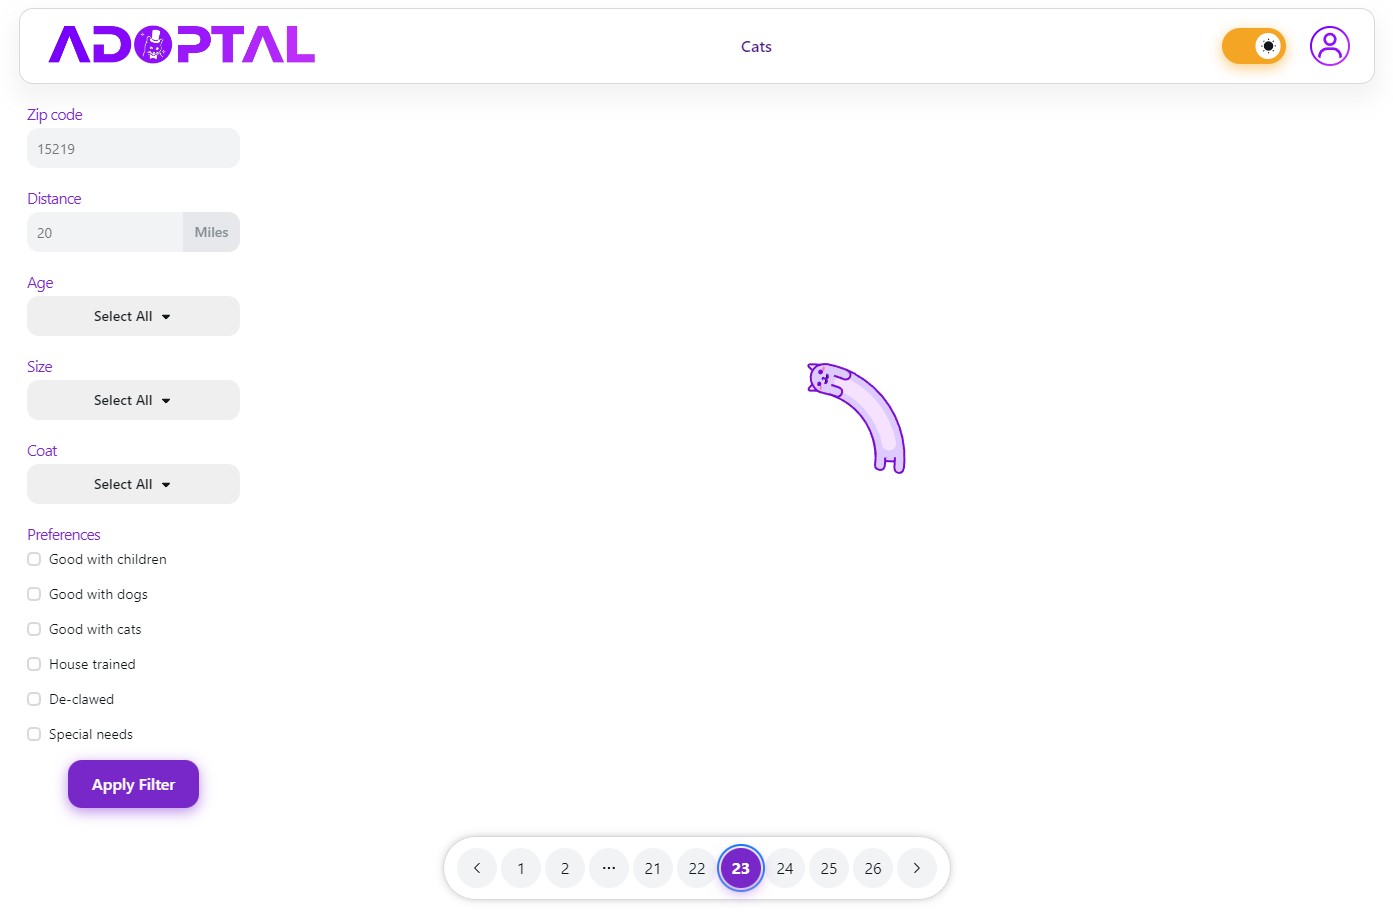 ADOPTAL
Cats
Zip code
15219
Distance
20 Miles
Age
Select All
Size
Select All
Coat
Select All
Preferences
Good with children
Good with dogs
Good with cats
House trained
De-clawed
Special needs
Apply Filter
1 2 ... 21 22 23 24 25 26